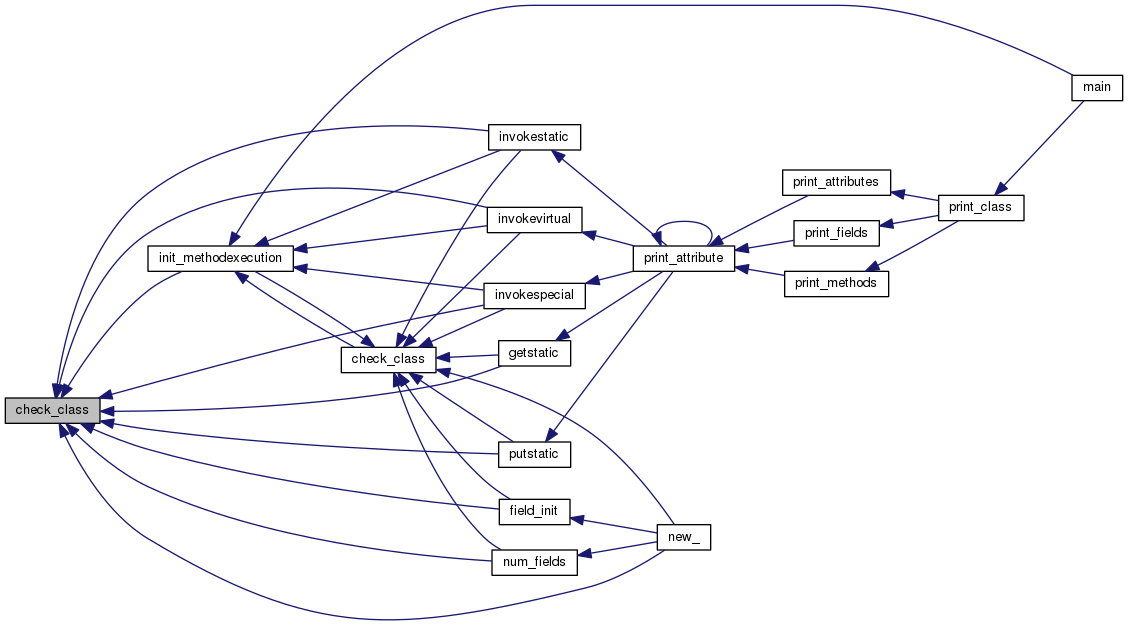 main
invokestatic
print_attributes
print_class
invokevirtual
print_fields
init_methodexecution
print_attribute
print_methods
invokespecial
check_class
getstatic
check_class
putstatic
field_init
new_
num_fields